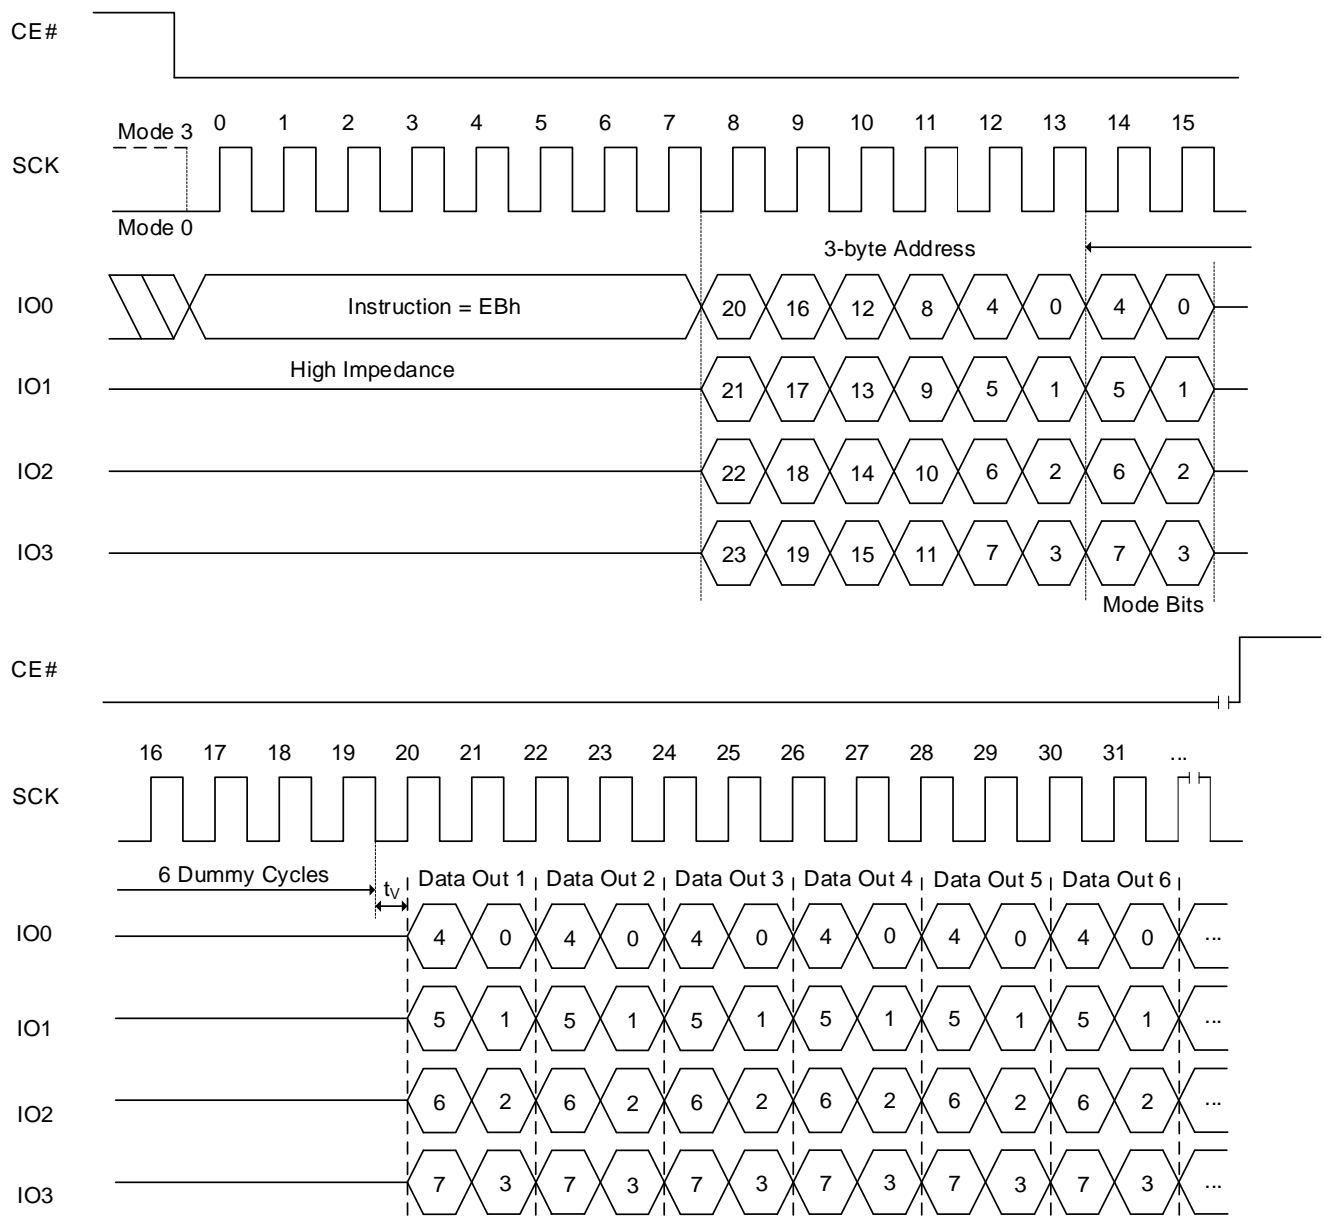 CE#
Mode 3 0 1 2 3 4 5 6 7 8 9 10 11 12 13 14 15
SCK
Mode 0
3-byte Address
IO0 Instruction = EBh 20 16 12 8 4 0 4 0
High Impedance
IO1 21 17 13 9 5 1 5 1
IO2 22 18 14 10 6 2 6 2
IO3 23 19 15 11 7 3 7 3
Mode Bits
CE#
16 17 18 19 20 21 22 23 24 25 26 27 28 29 30 31 ...
SCK
6 Dummy Cycles tV Data Out 1 Data Out 2 Data Out 3 Data Out 4 Data Out 5 Data Out 6
IO0 4 0 4 0 4 0 4 0 4 0 4 0 ...
IO1 5 1 5 1 5 1 5 1 5 1 5 1 ...
IO2 6 2 6 2 6 2 6 2 6 2 6 2 ...
IO3 7 3 7 3 7 3 7 3 7 3 7 3 ...